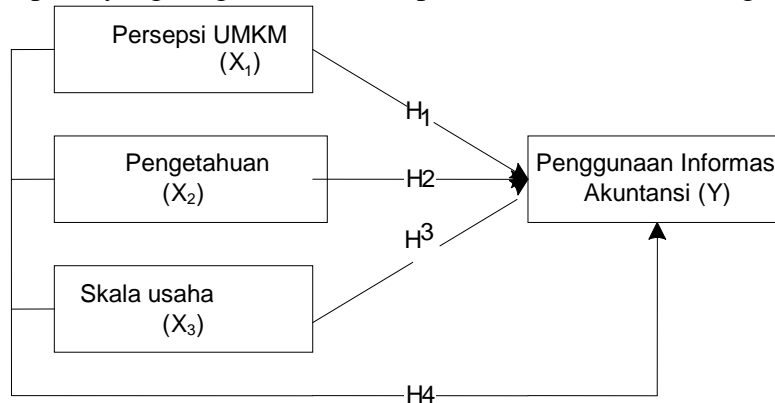 Persepsi UMKM
(X₁)
H₁
Pengetahuan
(X₂)
H2
Penggunaan Informas
Akuntansi (Y)
H³
Skala usaha
(X₃)
H4